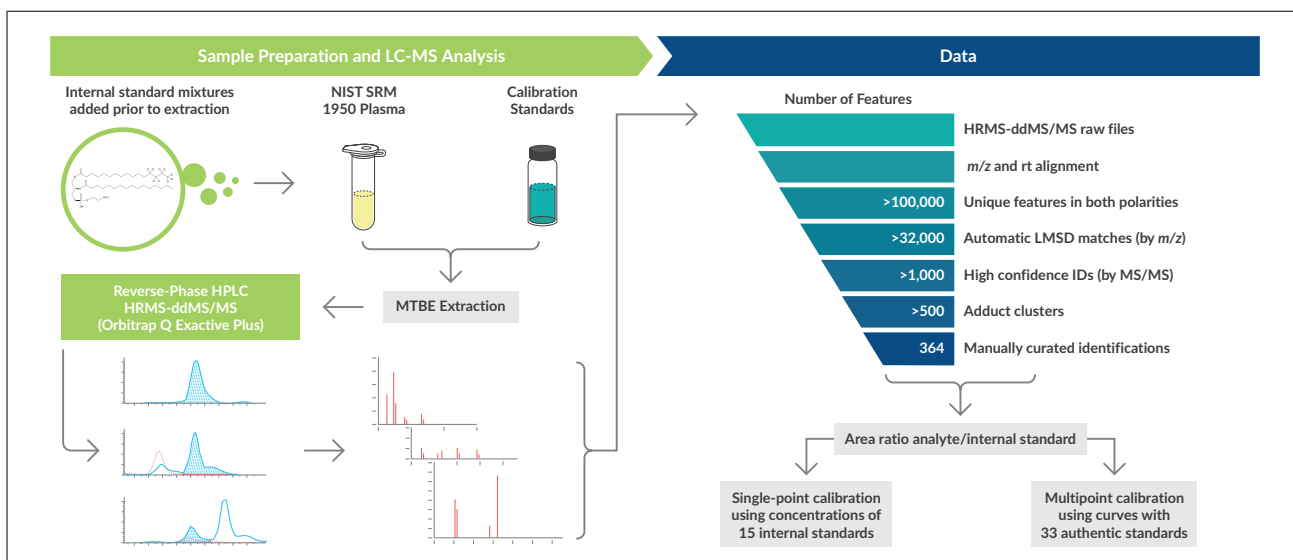 Sample Preparation and LC-MS Analysis
Data
Internal standard mixtures
added prior to extraction
NIST SRM
1950 Plasma
Calibration
Standards
MTBE Extraction
Reverse-Phase HPLC
HRMS-ddMS/MS
(Orbitrap Q Exactive Plus)
Number of Features
HRMS-ddMS/MS raw files
m/z and rt alignment
>100,000 Unique features in both polarities
>32,000 Automatic LMSD matches (by m/z)
>1,000 High confidence IDs (by MS/MS)
>500 Adduct clusters
364 Manually curated identifications
Area ratio analyte/internal standard
Single-point calibration
using concentrations of
15 internal standards
Multipoint calibration
using curves with
33 authentic standards